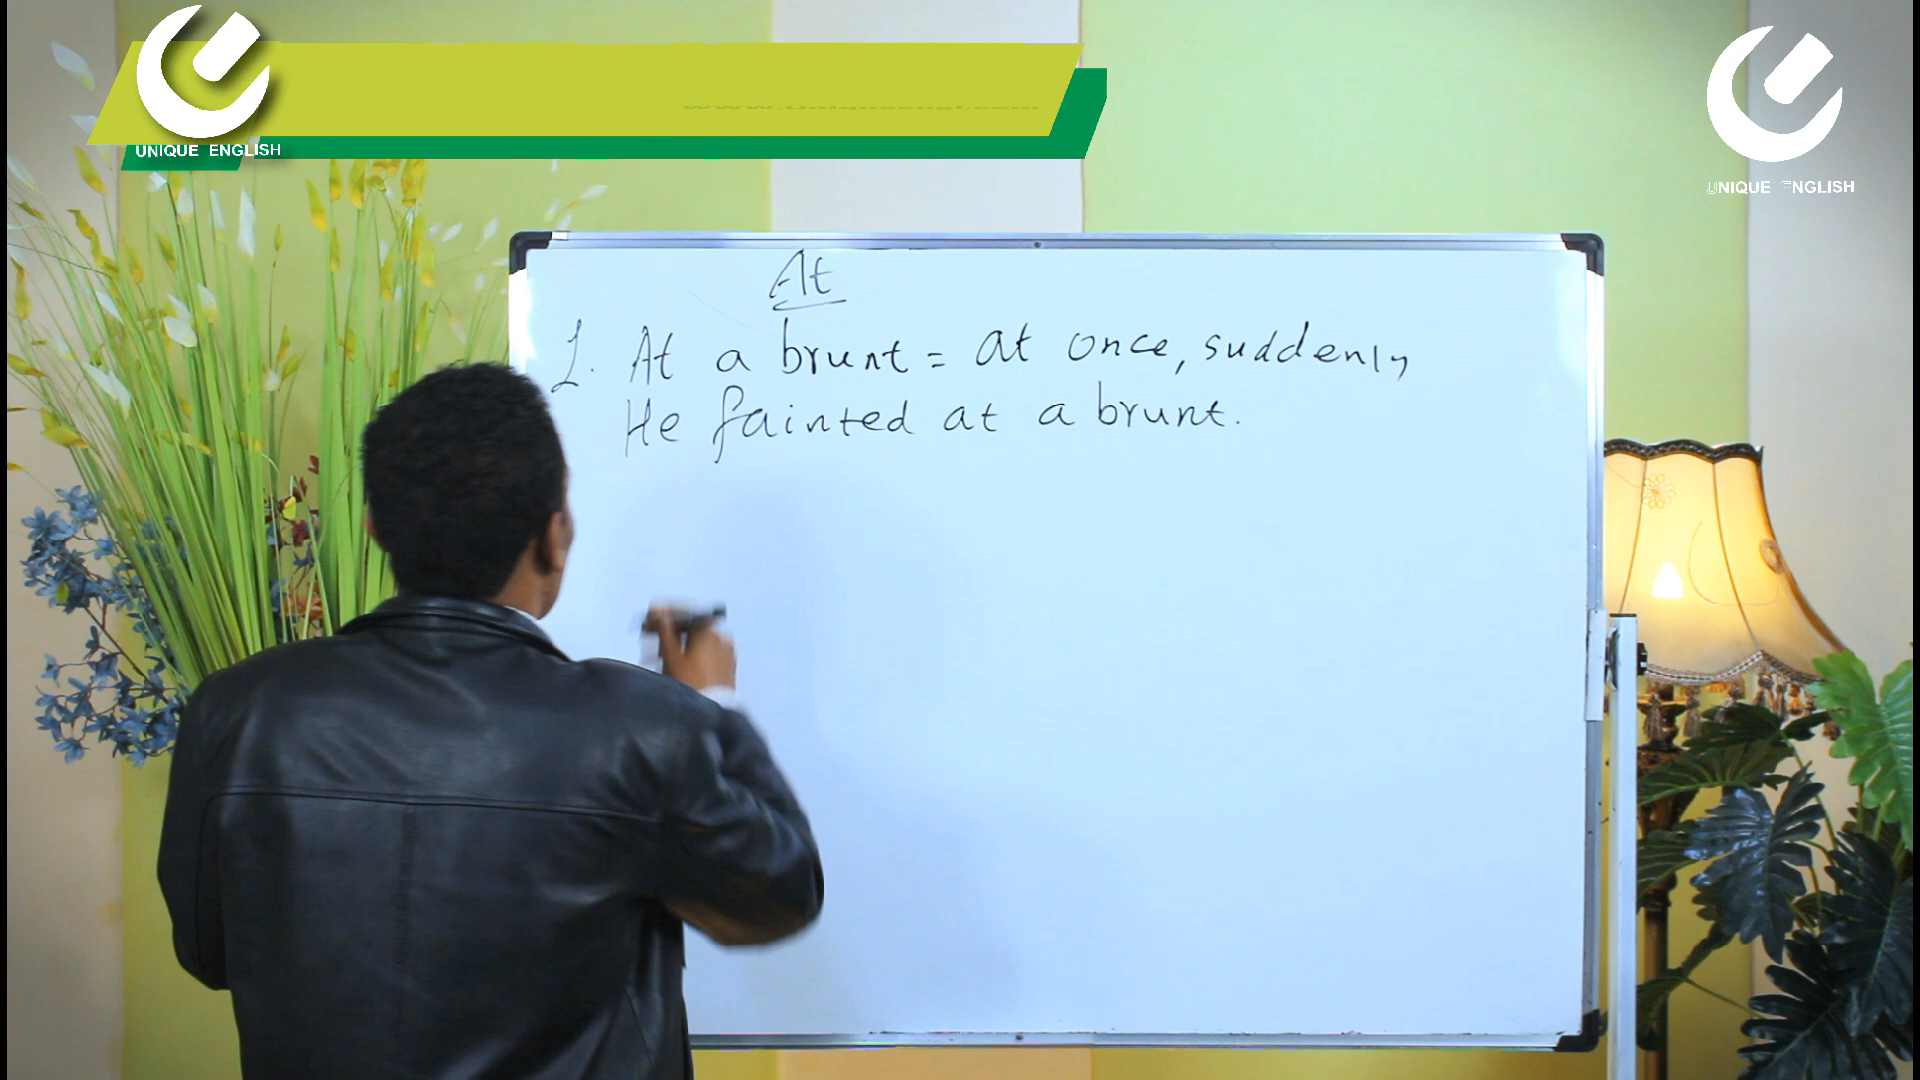 UNIQUE ENGLISH
UNIQUE ENGLISH
At
1. At a brunt = at once, suddenly
He fainted at a brunt.